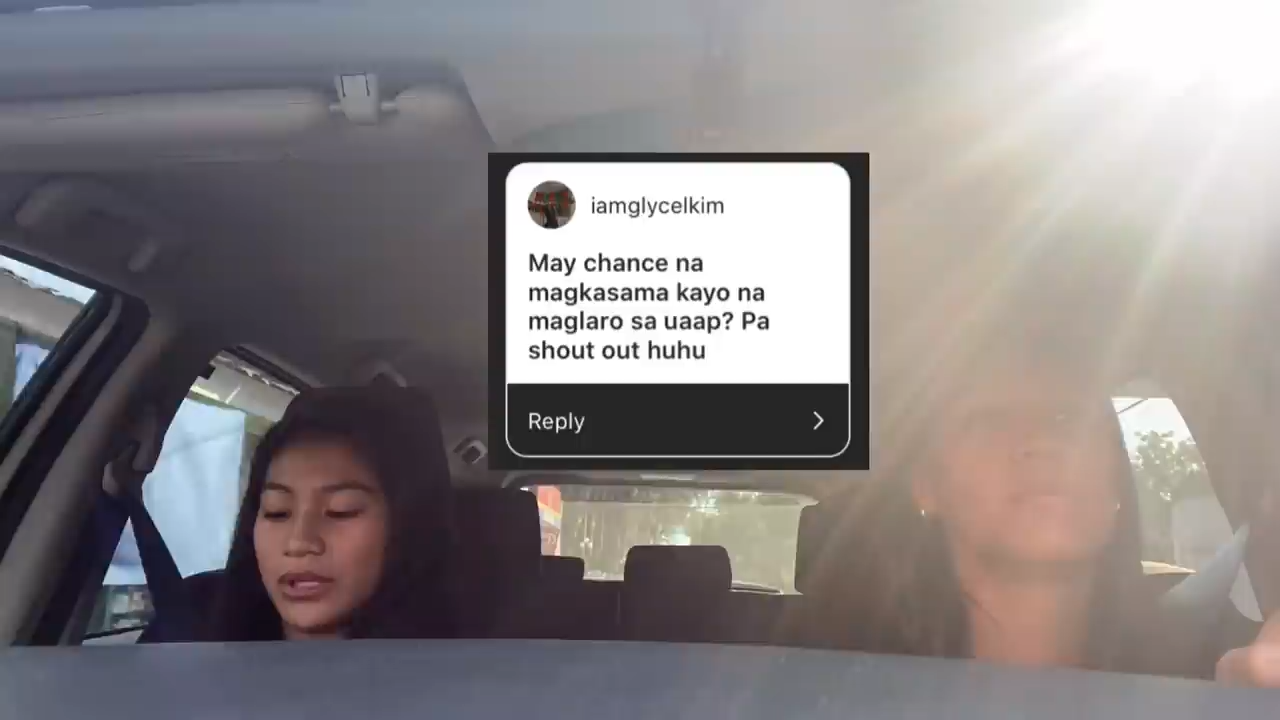 iamglycelkim
May chance na
magkasama kayo na
maglaro sa uaap? Pa
shout out huhu
Reply